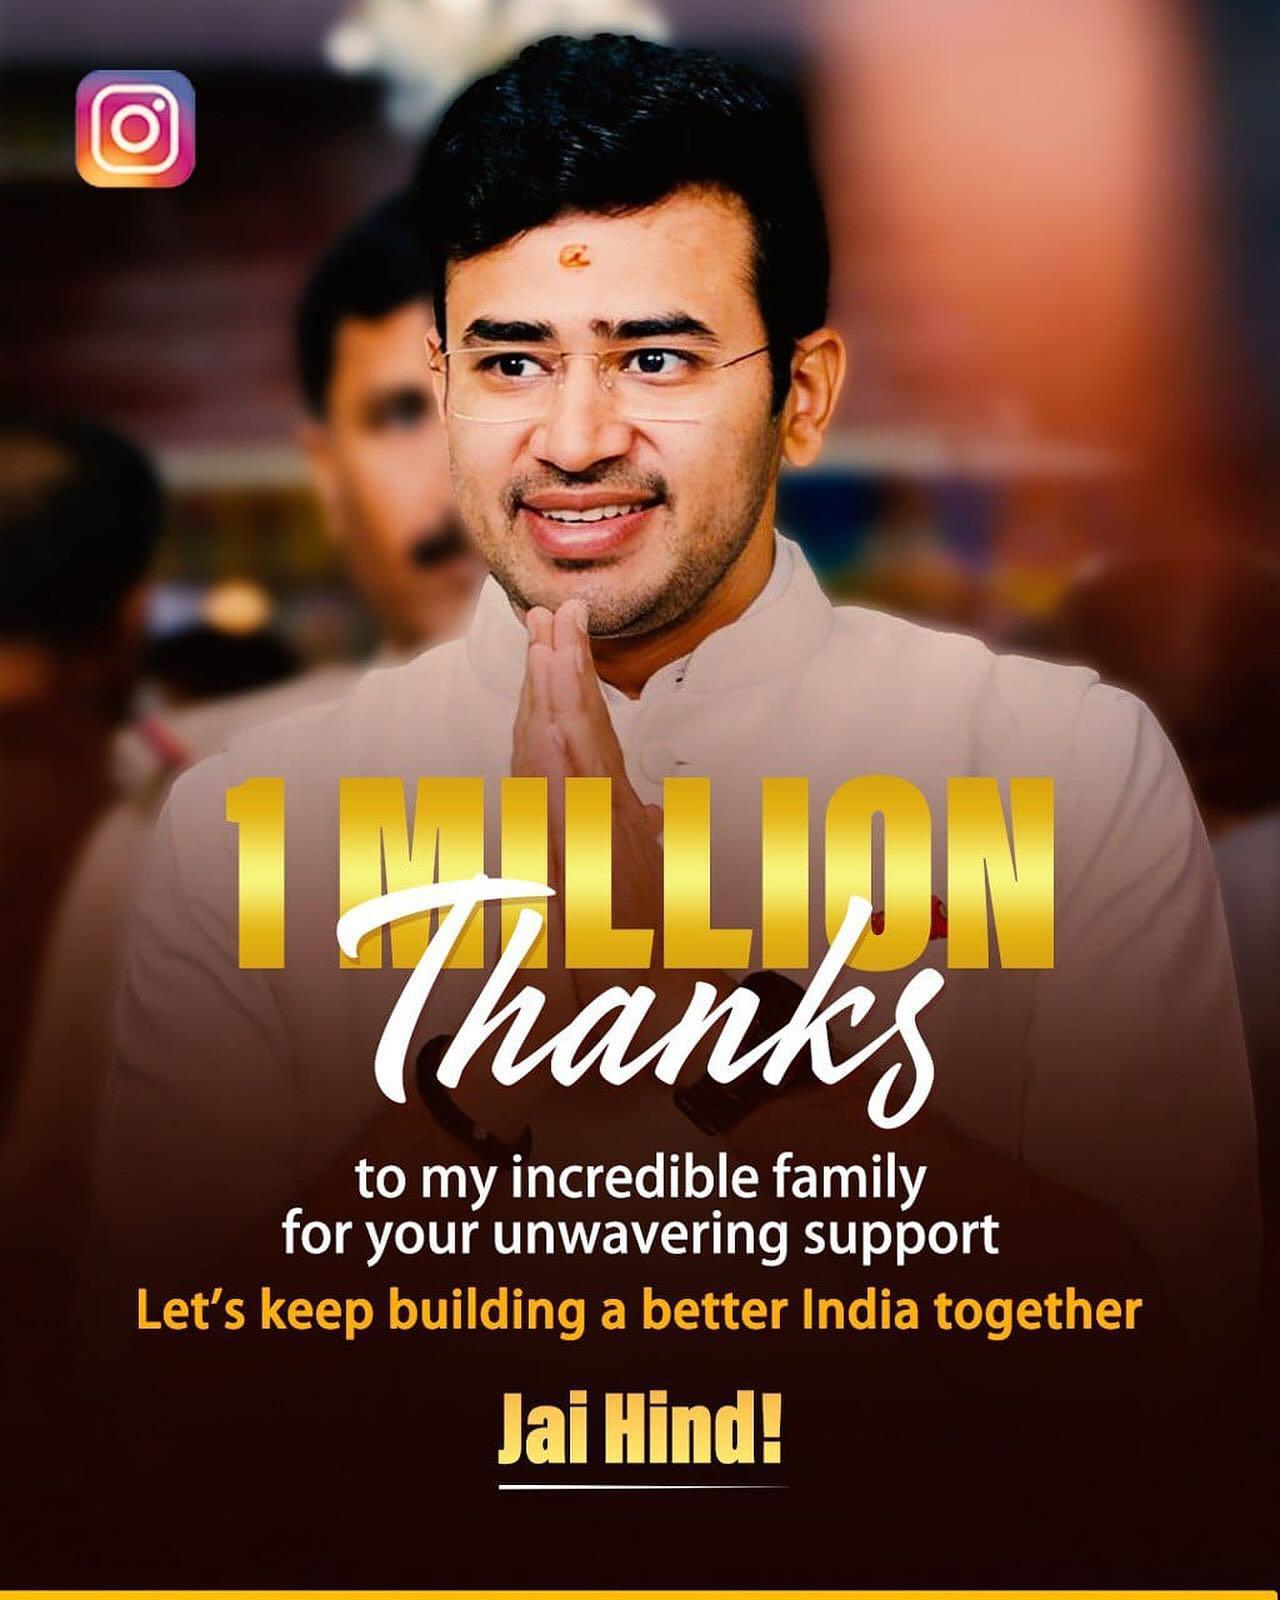 1 MILLION
Thanks
to my incredible family
for your unwavering support
Let's keep building a better India together
Jai Hind!